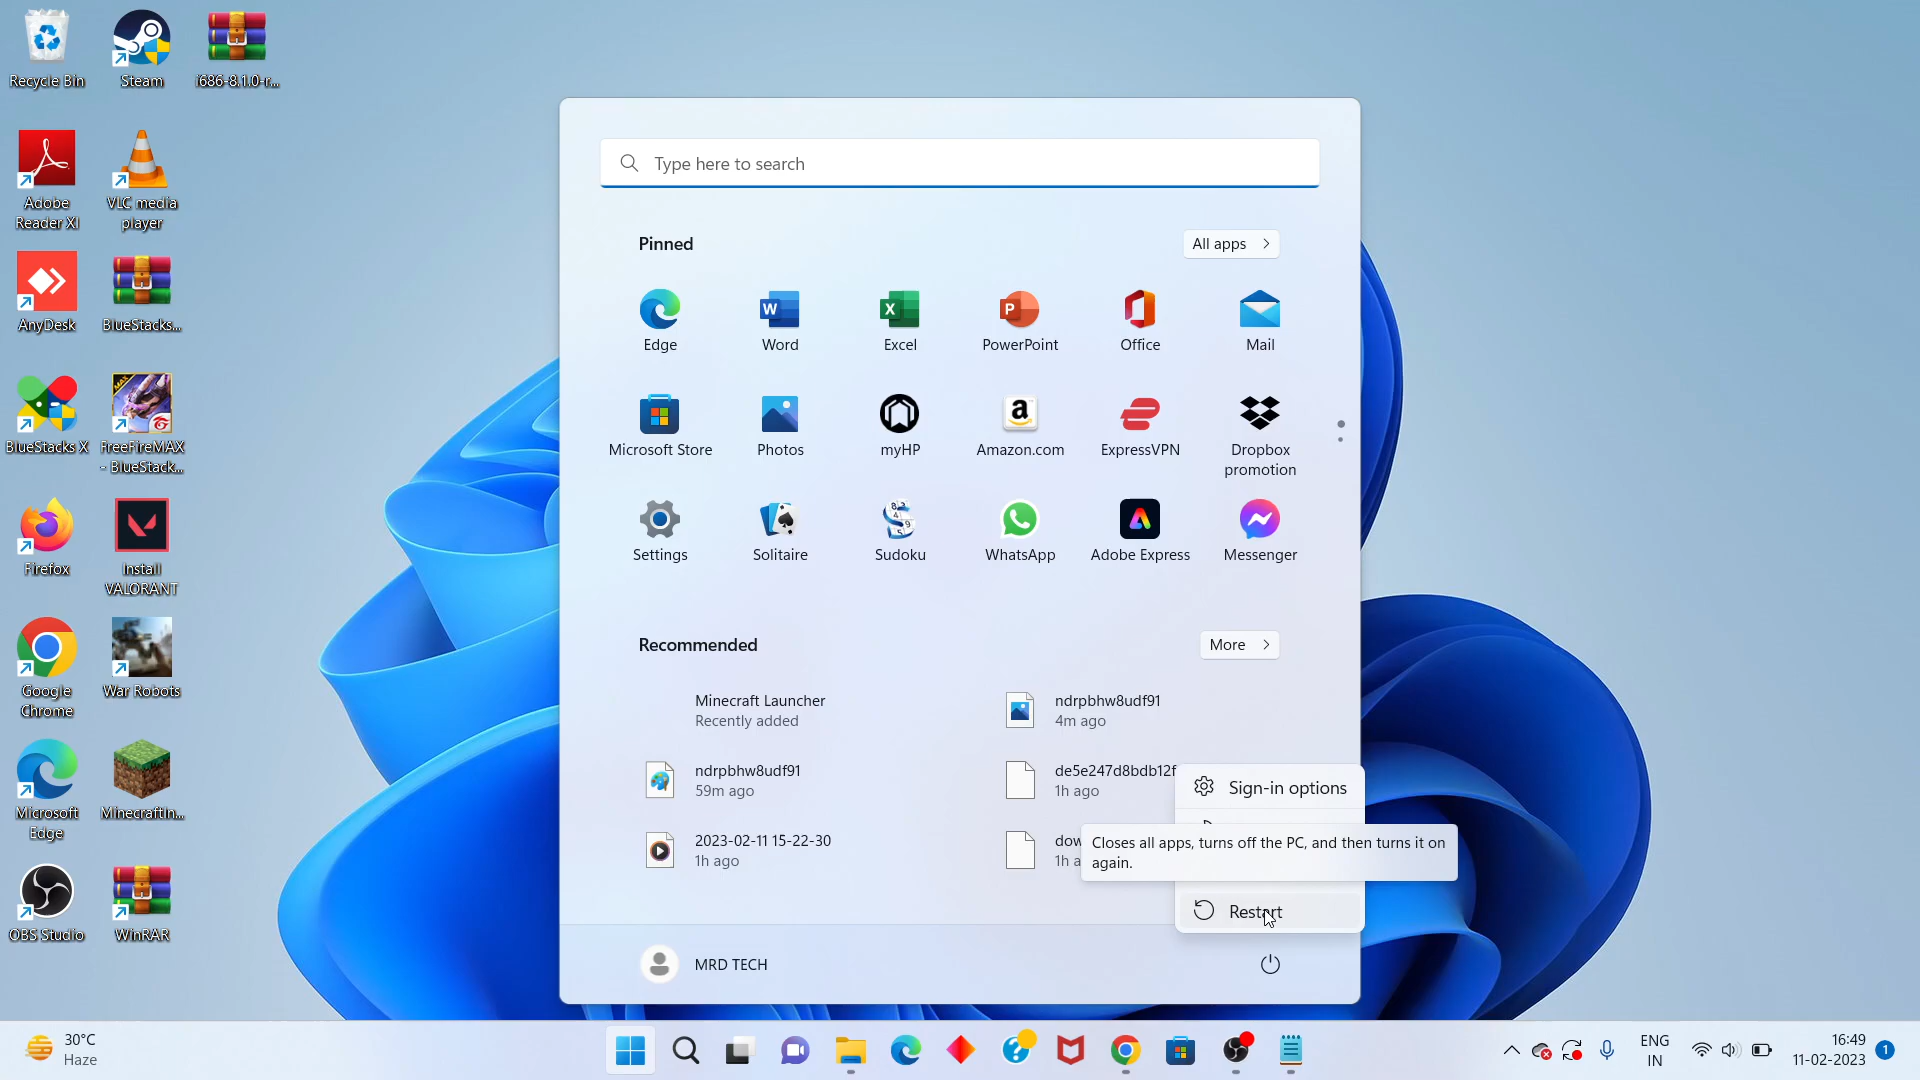 Recycle Bin
Steam
i686-8.1.0-r...
Adobe
Reader XI
VLC media
player
AnyDesk
BlueStacks...
BlueStacks X
FreeFireMAX
- BlueStack...
Firefox
Install
VALORANT
Google
Chrome
War Robots
Microsoft
Edge
MinecraftIn...
OBS Studio
WinRAR
Type here to search
Pinned
All apps
Edge
Word
Excel
PowerPoint
Office
Mail
Microsoft Store
Photos
myHP
Amazon.com
ExpressVPN
Dropbox
promotion
Settings
Solitaire
Sudoku
WhatsApp
Adobe Express
Messenger
Recommended
More
Minecraft Launcher
Recently added
ndrpbhw8udf91
4m ago
ndrpbhw8udf91
59m ago
de5e247d8bdb12f
1h ago
2023-02-11 15-22-30
1h ago
dow
1h a
Sign-in options
Closes all apps, turns off the PC, and then turns it on
again.
Restart
MRD TECH
30°C
Haze
ENG
IN
16:49
11-02-2023
1